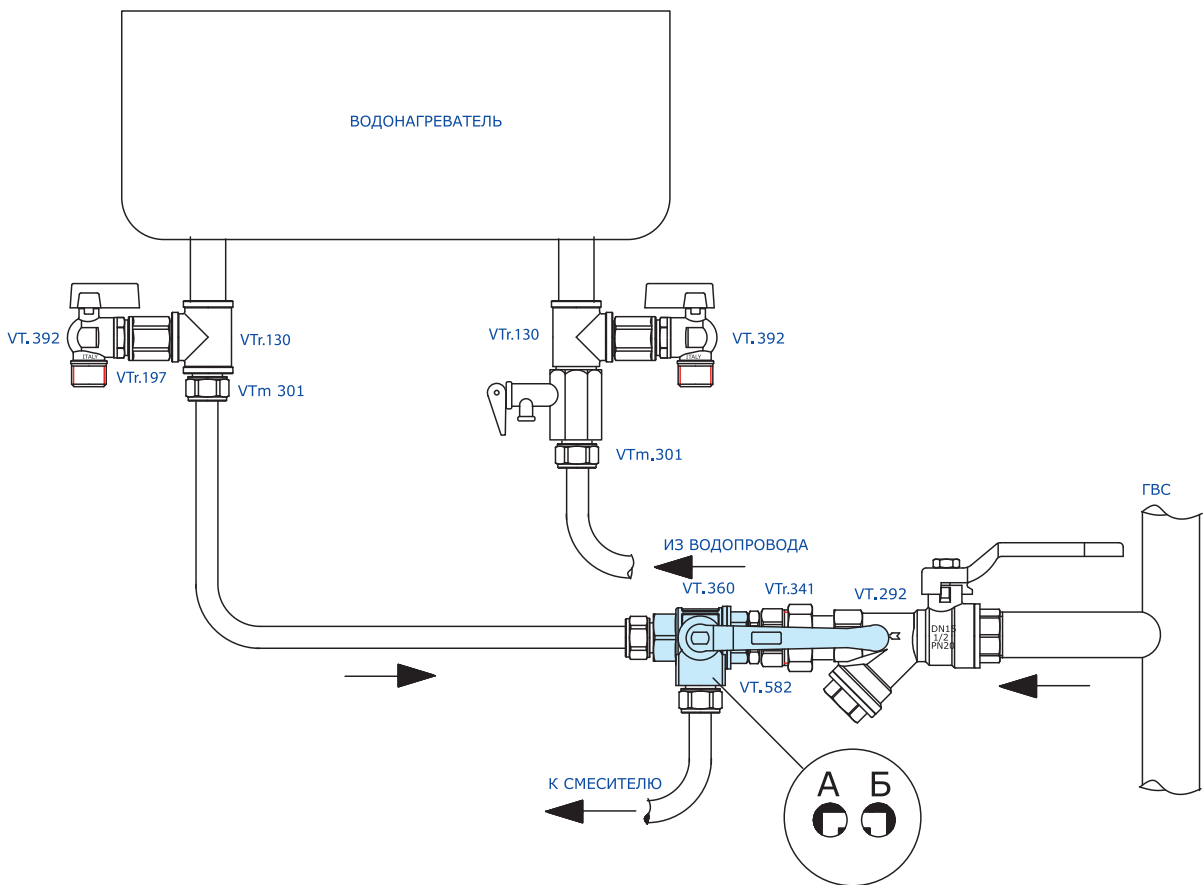 ВОДОНАГРЕВАТЕЛЬ
VT.392
VTr.130
VTr.130
VT.392
ITALY
ITALY
VTr.197
VTm 301
VTm.301
ГВС
ИЗ ВОДОПРОВОДА
VT.360
VTr.341
VT.292
DN15
1/2
PN20
VT.582
К СМЕСИТЕЛЮ
А Б